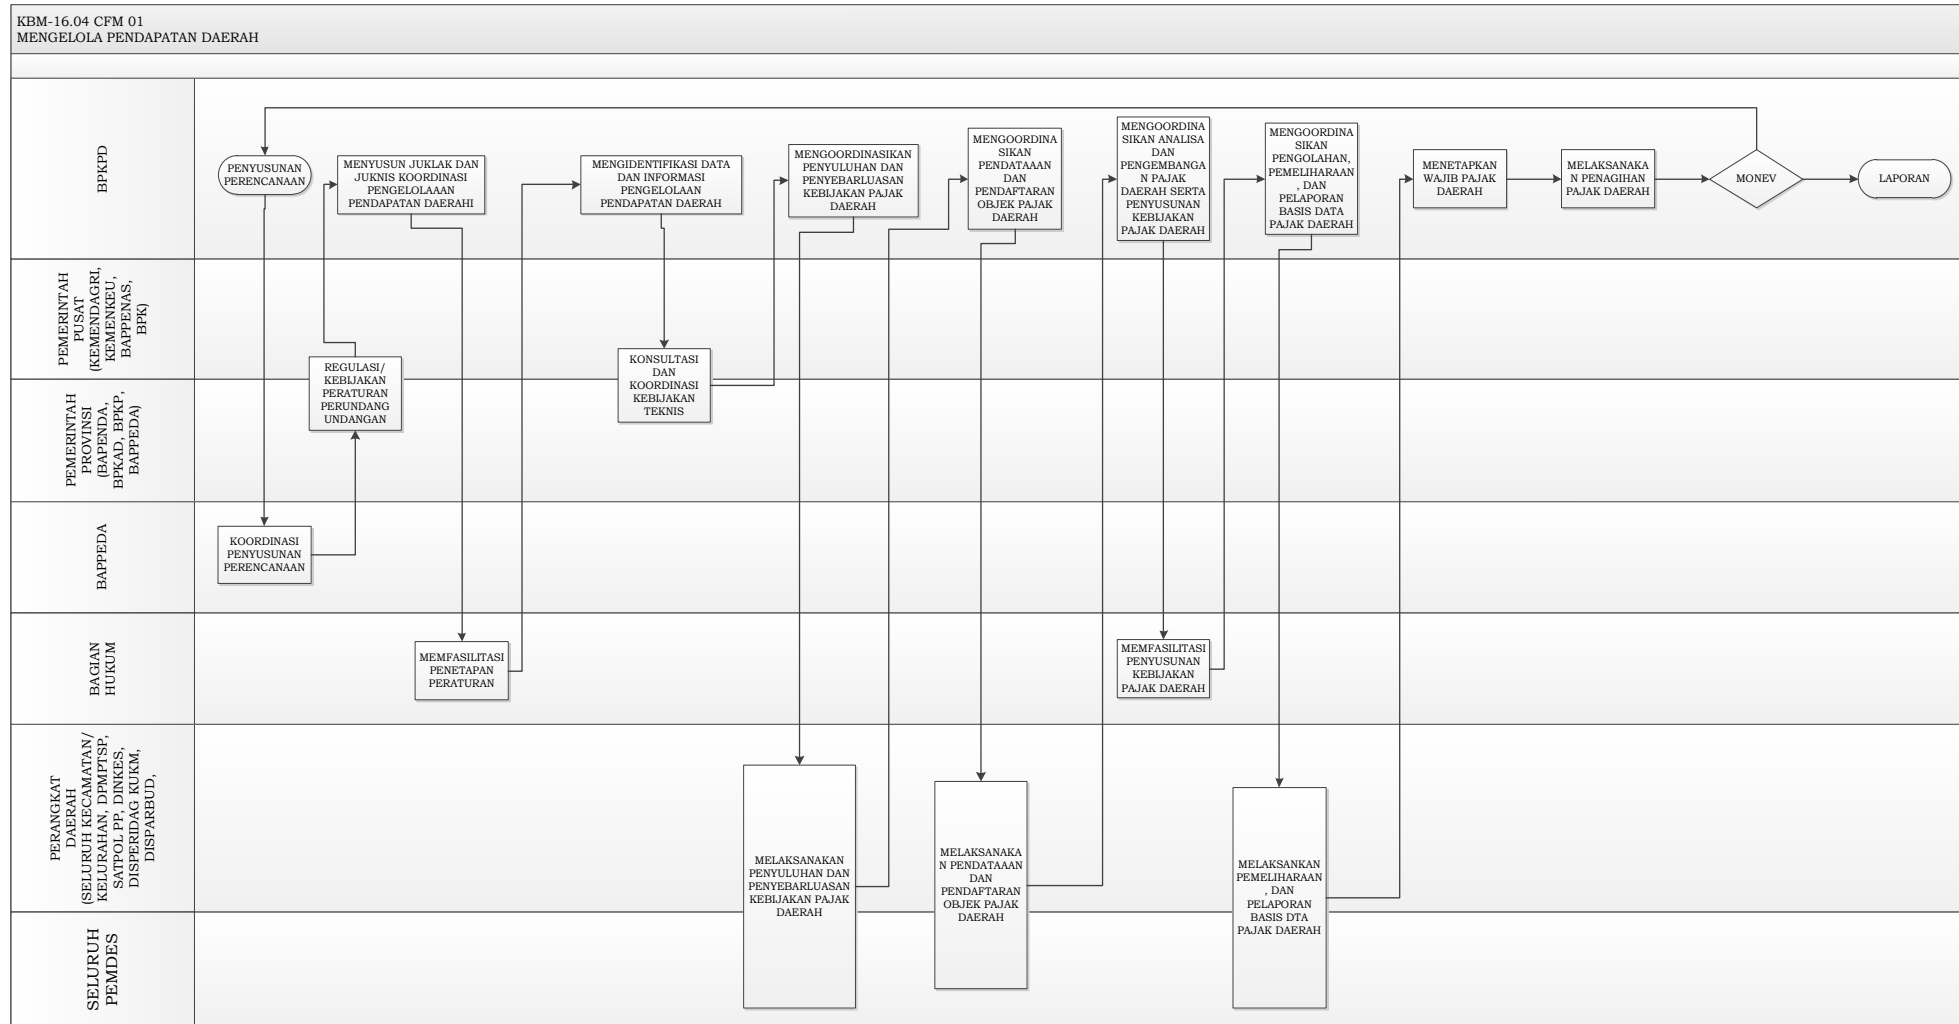 KBM-16.04 CFM 01
MENGELOLA PENDAPATAN DAERAH
BPKPD
PENYUSUNAN
PERENCANAAN
MENYUSUN JUKLAK DAN
JUKNIS KOORDINASI
PENGELOLAAAN
PENDAPATAN DAERAHI
MENGIDENTIFIKASI DATA
DAN INFORMASI
PENGELOLAAN
PENDAPATAN DAERAH
MENGOORDINASIKAN
PENYULUHAN DAN
PENYEBARLUASAN
KEBIJAKAN PAJAK
DAERAH
MENGOORDINA
SIKAN
PENDATAAAN
DAN
PENDAFTARAN
OBJEK PAJAK
DAERAH
MENGOORDINA
SIKAN ANALISA
DAN
PENGEMBANGA
N PAJAK
DAERAH SERTA
PENYUSUNAN
KEBIJAKAN
PAJAK DAERAH
MENGOORDINA
SIKAN
PENGOLAHAN,
PEMELIHARAAN
, DAN
PELAPORAN
BASIS DATA
PAJAK DAERAH
MENETAPKAN
WAJIB PAJAK
DAERAH
MELAKSANAKA
N PENAGIHAN
PAJAK DAERAH
MONEV
LAPORAN
PEMERINTAH
PUSAT
(KEMENDAGRI,
KEMENKEU,
BAPPENAS,
BPK)
REGULASI/
KEBIJAKAN
PERATURAN
PERUNDANG
UNDANGAN
KONSULTASI
DAN
KOORDINASI
KEBIJAKAN
TEKNIS
PEMERINTAH
PROVINSI
(BAPENDA,
BPKAD, BPKP,
BAPPEDA)
BAPPEDA
KOORDINASI
PENYUSUNAN
PERENCANAAN
BAGIAN
HUKUM
MEMFASILITASI
PENETAPAN
PERATURAN
MEMFASILITASI
PENYUSUNAN
KEBIJAKAN
PAJAK DAERAH
PERANGKAT
DAERAH
(SELURUH KECAMATAN/
KELURAHAN, DPMPTSP,
SATPOL PP, DINKES,
DISPERIDAG KUKM,
DISPARBUD,
MELAKSANAKAN
PENYULUHAN DAN
PENYEBARLUASAN
KEBIJAKAN PAJAK
DAERAH
MELAKSANAKA
N PENDATAAAN
DAN
PENDAFTARAN
OBJEK PAJAK
DAERAH
MELAKSANKAN
PEMELIHARAAN
, DAN
PELAPORAN
BASIS DTA
PAJAK DAERAH
SELURUH
PEMDES